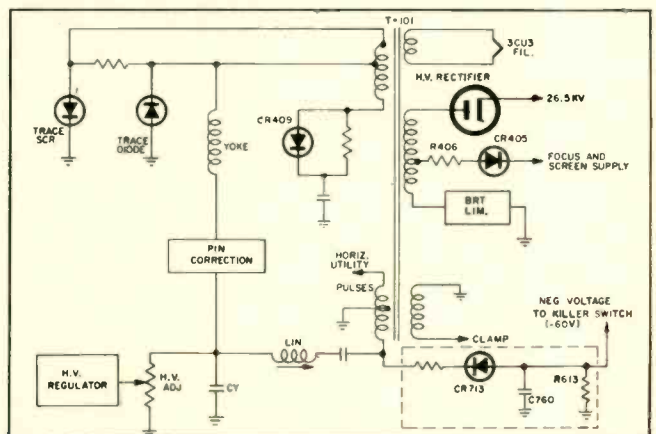 T-101
3CU3
FIL.
H.V. RECTIFIER
26.5KV
TRACE
SCR
TRACE
DIODE
YOKE
CR409
R406
CR405
FOCUS AND
SCREEN SUPPLY
BRT
LIM.
PIN
CORRECTION
HORIZ.
UTILITY
PULSES
NEG VOLTAGE
TO KILLER SWITCH
(-60V)
CLAMP
LIN
H.V.
REGULATOR
H.V.
ADJ
CY
CR713
C760
R613